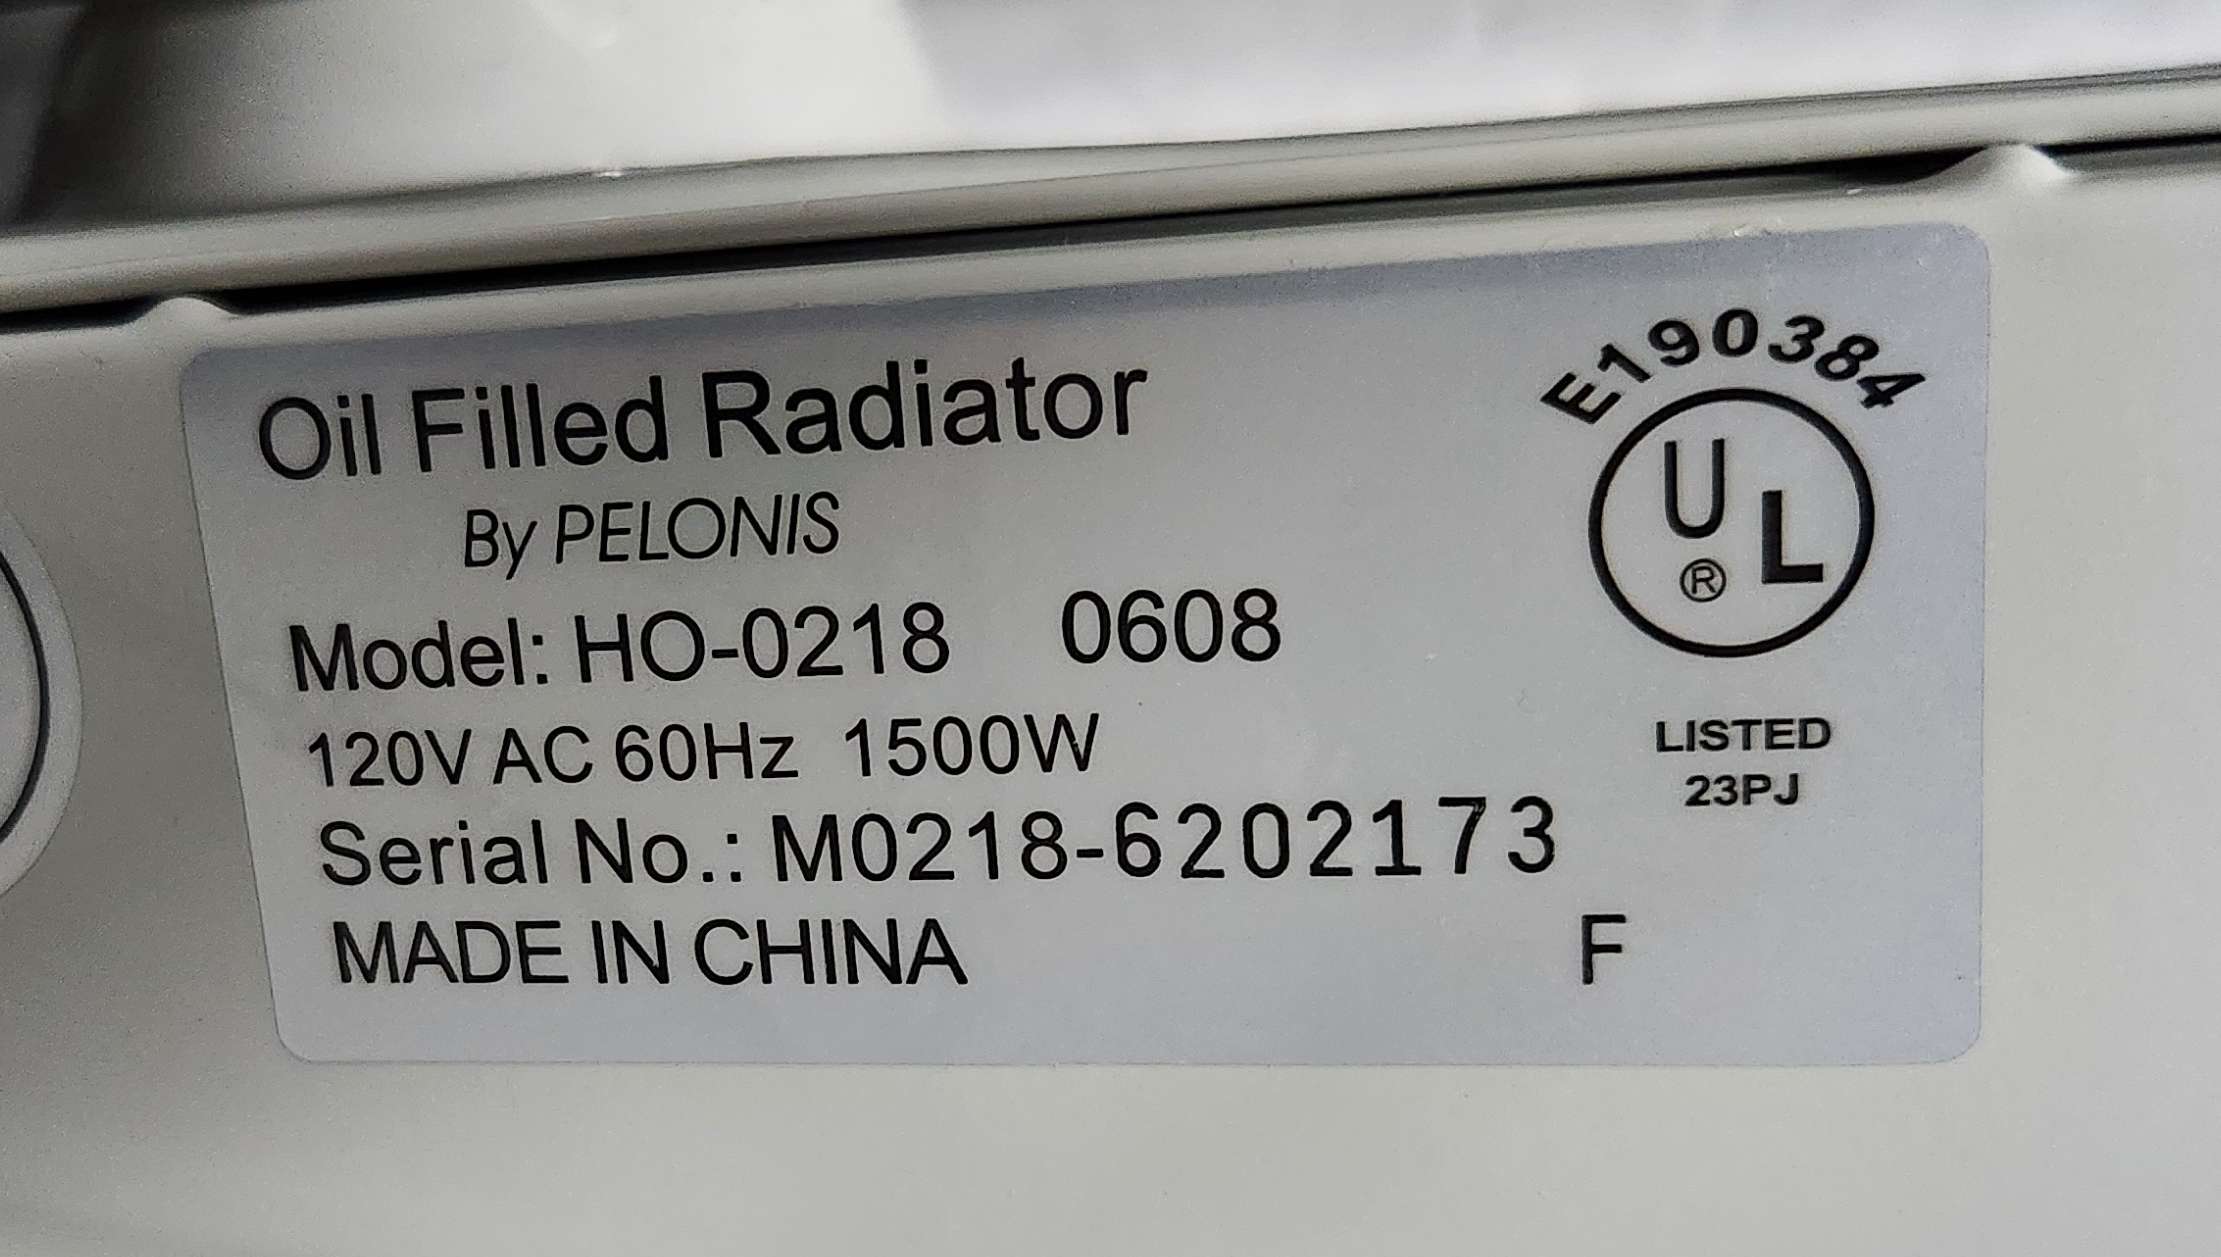 Oil Filled Radiator
By PELONIS
Model: HO-0218 0608
120V AC 60Hz 1500W
Serial No.: M0218-6202173
MADE IN CHINA
F
E190384
UL
®
LISTED
23PJ